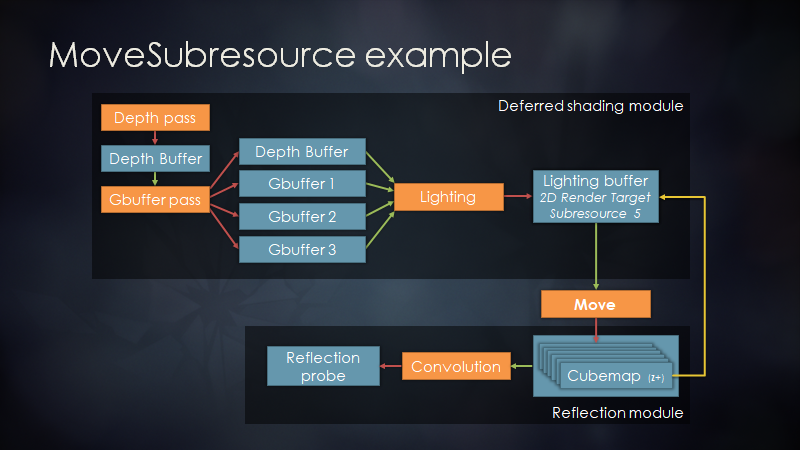 MoveSubresource example
Deferred shading module
Depth pass
Depth Buffer
Gbuffer pass
Depth Buffer
Gbuffer 1
Gbuffer 2
Gbuffer 3
Lighting
Lighting buffer
2D Render Target
Subresource 5
Move
Reflection
probe
Convolution
Cubemap (z+)
Reflection module